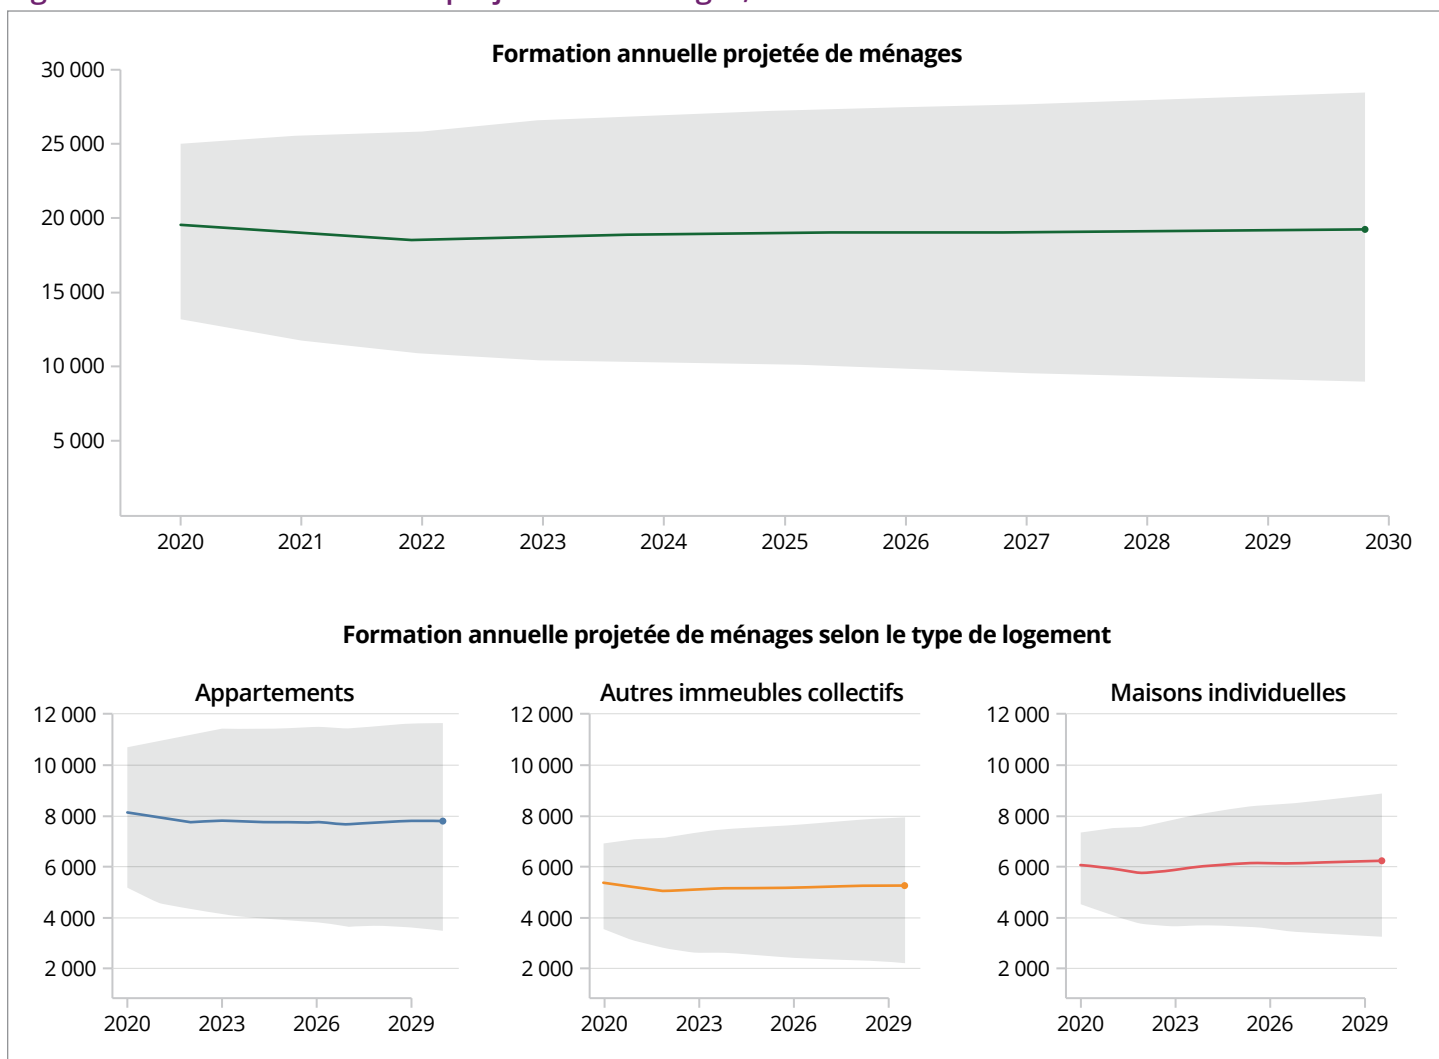 Formation annuelle projetée de ménages
30 000
25 000
20 000
15 000
10 000
5 000
2020 2021 2022 2023 2024 2025 2026 2027 2028 2029 2030
Formation annuelle projetée de ménages selon le type de logement
Appartements
12 000
10 000
8 000
6 000
4 000
2 000
2020 2023 2026 2029
Autres immeubles collectifs
12 000
10 000
8 000
6 000
4 000
2 000
2020 2023 2026 2029
Maisons individuelles
12 000
10 000
8 000
6 000
4 000
2 000
2020 2023 2026 2029